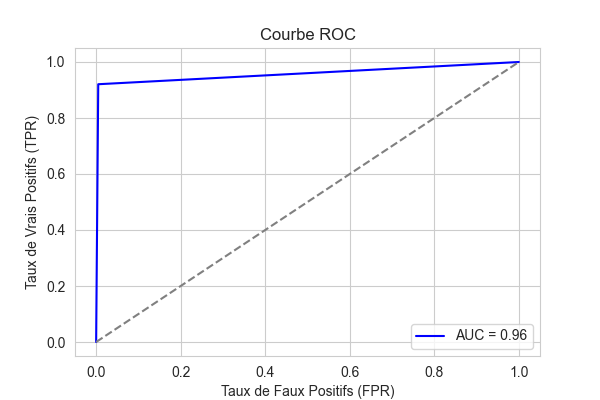 Courbe ROC
1.0
0.8
0.6
0.4
0.2
0.0
Taux de Vrais Positifs (TPR)
AUC = 0.96
0.0 0.2 0.4 0.6 0.8 1.0
Taux de Faux Positifs (FPR)